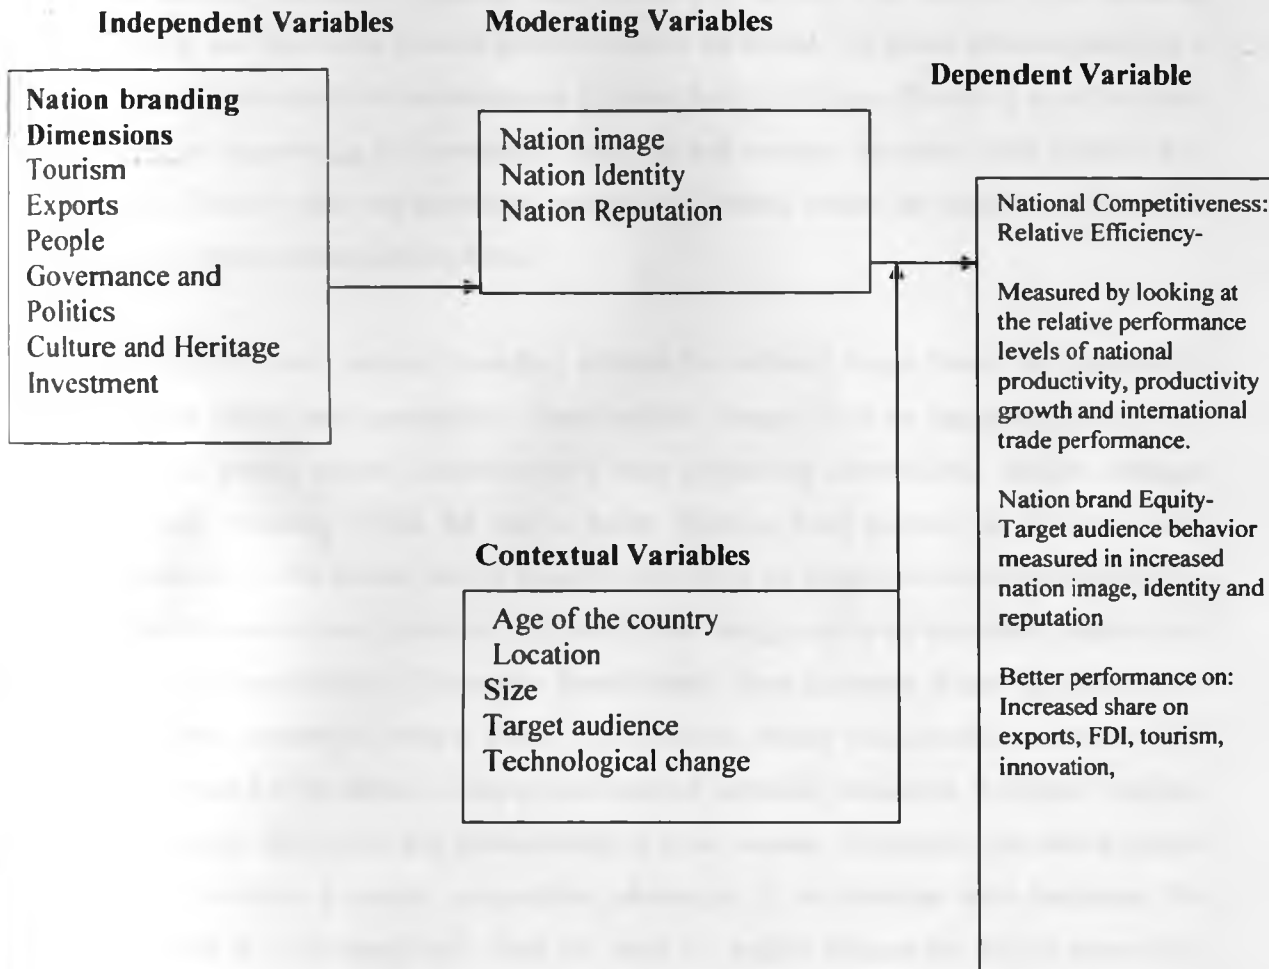 Independent Variables
Moderating Variables
Dependent Variable
Nation branding
Dimensions
Tourism
Exports
People
Governance and
Politics
Culture and Heritage
Investment
Nation image
Nation Identity
Nation Reputation
National Competitiveness:
Relative Efficiency-
Measured by looking at
the relative performance
levels of national
productivity, productivity
growth and international
trade performance.
Nation brand Equity-
Target audience behavior
measured in increased
nation image, identity and
reputation
Better performance on:
Increased share on
exports, FDI, tourism,
innovation,
Contextual Variables
Age of the country
Location
Size
Target audience
Technological change